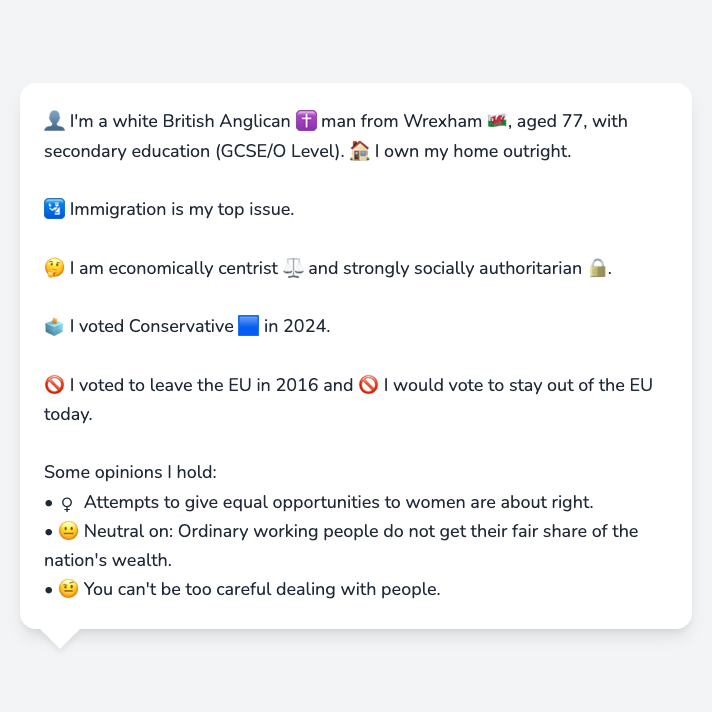 👤 I'm a white British Anglican ✝️ man from Wrexham 🏴󠁧󠁢󠁷󠁬󠁳󠁿, aged 77, with
secondary education (GCSE/O Level). 🏠 I own my home outright.
🛂 Immigration is my top issue.
🤔 I am economically centrist ⚖️ and strongly socially authoritarian 🔒.
🗳️ I voted Conservative 🟦 in 2024.
🚫 I voted to leave the EU in 2016 and 🚫 I would vote to stay out of the EU
today.
Some opinions I hold:
• ♀ Attempts to give equal opportunities to women are about right.
• 😐 Neutral on: Ordinary working people do not get their fair share of the
nation's wealth.
• 🤨 You can't be too careful dealing with people.